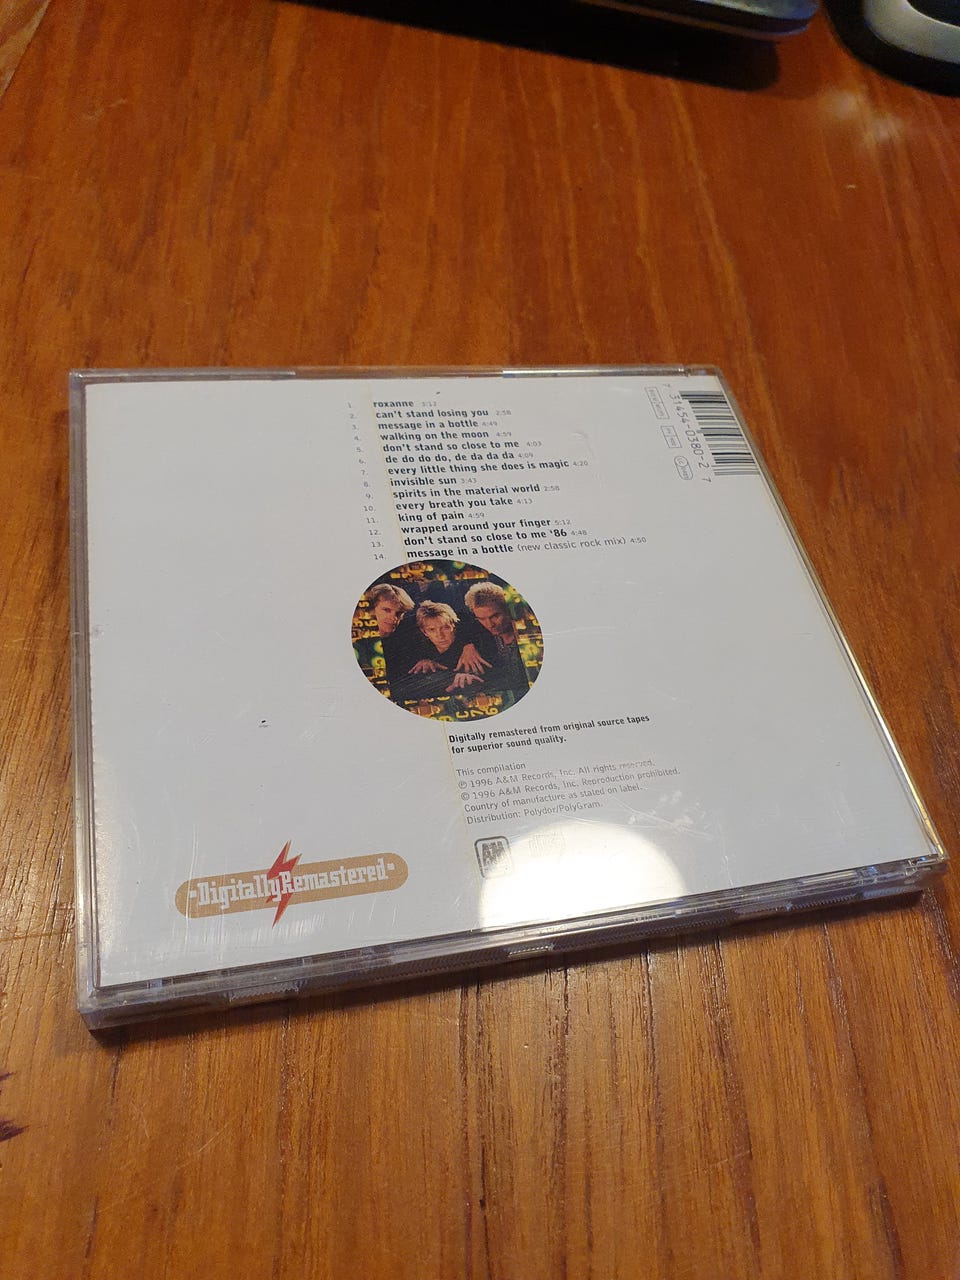 1. roxanne 3:12
2. can't stand losing you 2:58
3. message in a bottle 4:49
4. walking on the moon 4:59
5. don't stand so close to me 4:03
6. de do do do, de da da da 4:09
7. every little thing she does is magic 4:20
8. invisible sun 3:43
9. spirits in the material world 2:58
10. every breath you take 4:13
11. king of pain 4:59
12. wrapped around your finger 5:12
13. don't stand so close to me '86 4:48
14. message in a bottle (new classic rock mix) 4:50
7 31454-0380-2 7
Digitally remastered from original source tapes
for superior sound quality.
This compilation
℗ 1996 A&M Records, Inc. All rights reserved.
© 1996 A&M Records, Inc. Reproduction prohibited.
Country of manufacture as stated on label.
Distribution: Polydor/PolyGram.
A&M
-DigitallyRemastered-